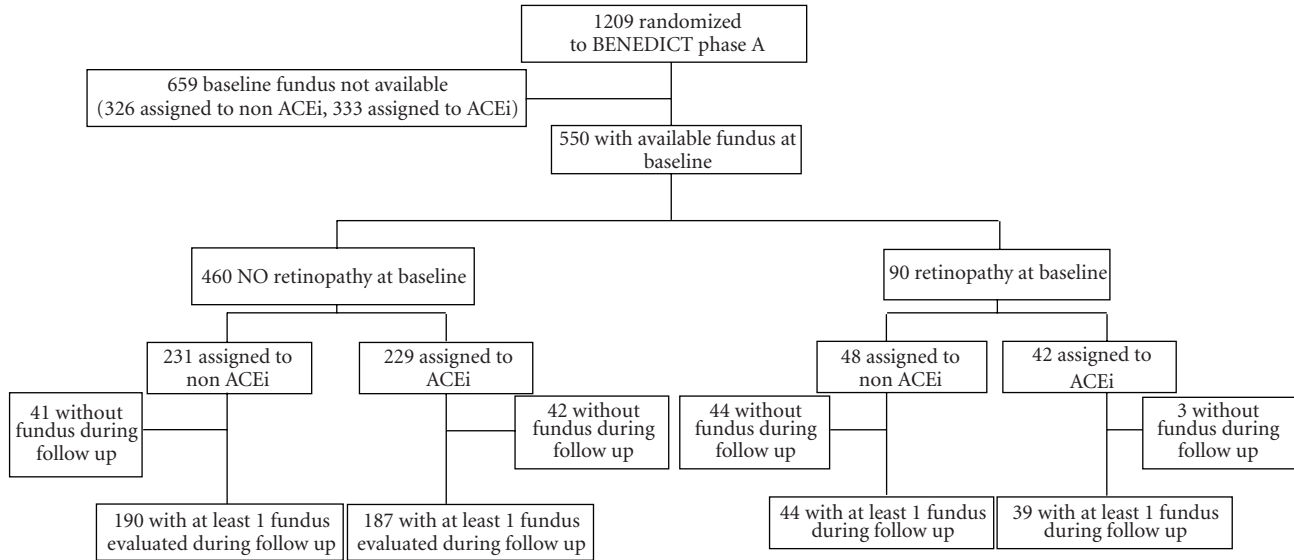 1209 randomized
to BENEDICT phase A
659 baseline fundus not available
(326 assigned to non ACEi, 333 assigned to ACEi)
550 with available fundus at
baseline
460 NO retinopathy at baseline
90 retinopathy at baseline
231 assigned to
non ACEi
229 assigned to
ACEi
48 assigned to
non ACEi
42 assigned to
ACEi
41 without
fundus during
follow up
42 without
fundus during
follow up
44 without
fundus during
follow up
3 without
fundus during
follow up
190 with at least 1 fundus
evaluated during follow up
187 with at least 1 fundus
evaluated during follow up
44 with at least 1 fundus
during follow up
39 with at least 1 fundus
during follow up